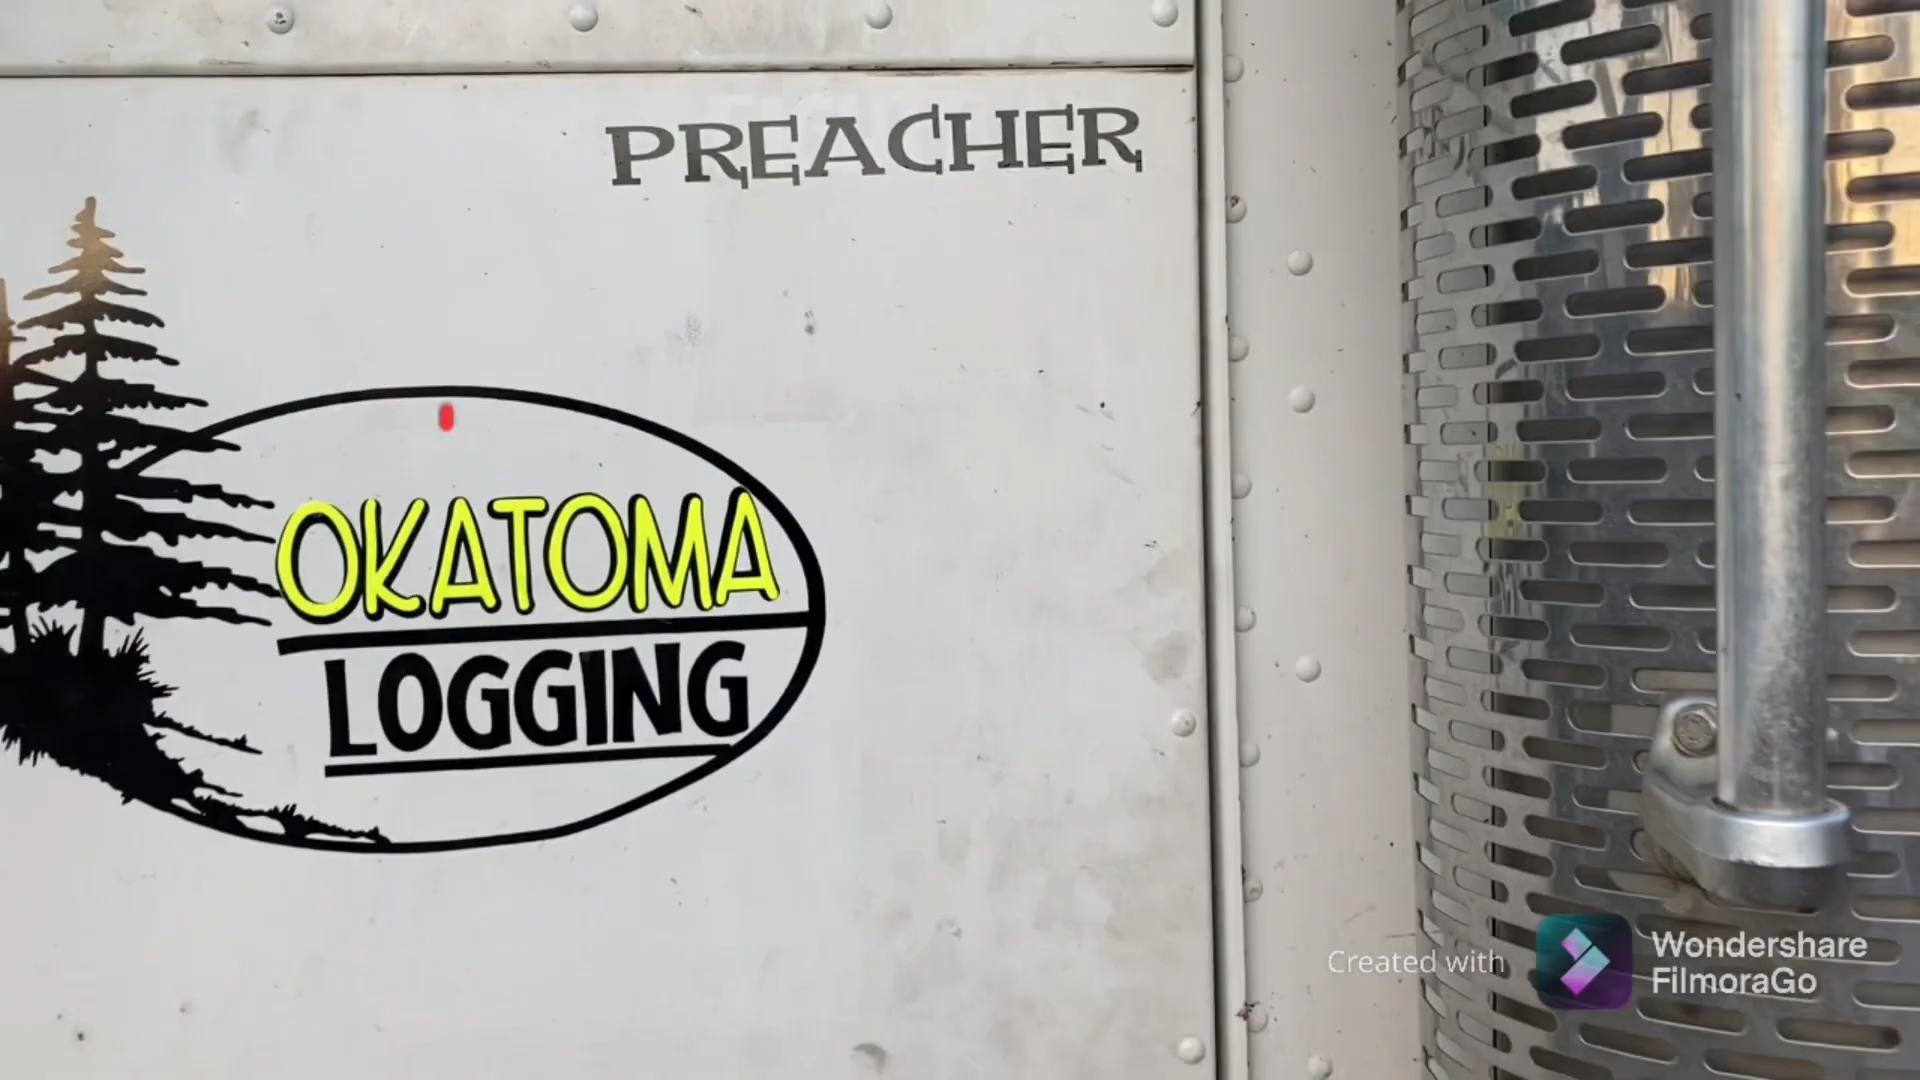 PREACHER
OKATOMA
LOGGING
Created with
Wondershare
FilmoraGo